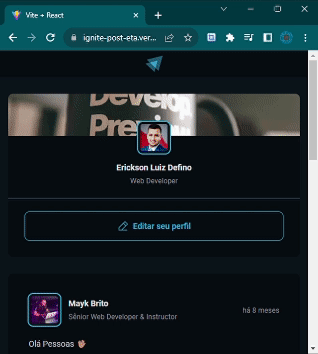 Vite + React
ignite-post-eta.ver...
Develop
Previ
Erickson Luiz Defino
Web Developer
Editar seu perfil
Mayk Brito
Sênior Web Developer & Instructor
há 8 meses
Olá Pessoas